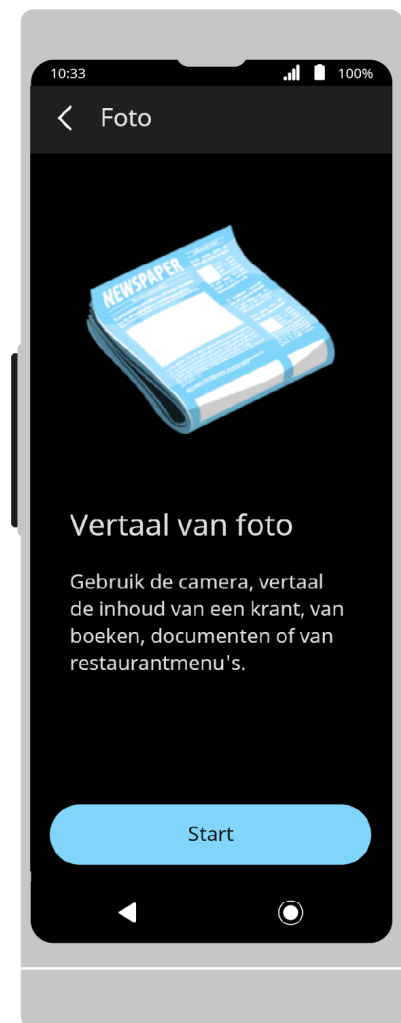 10:33
100%
Foto
NEWSPAPER
Vertaal van foto
Gebruik de camera, vertaal
de inhoud van een krant, van
boeken, documenten of van
restaurantmenu's.
Start